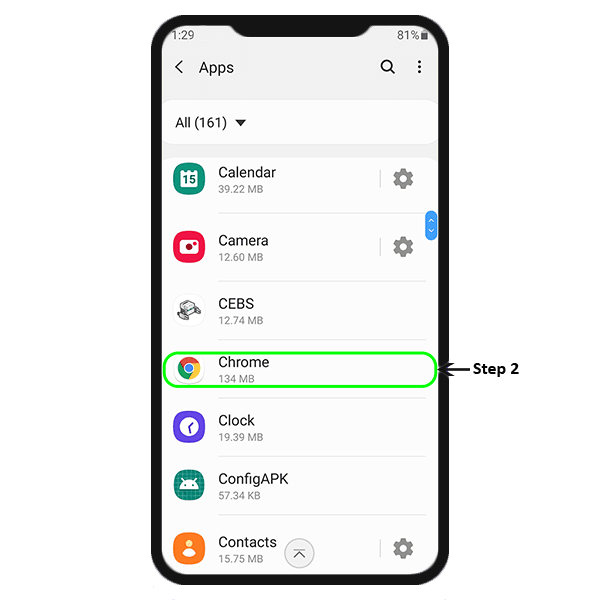 1:29 81%
Apps
All (161)
Calendar
39.22 MB
15
Camera
12.60 MB
CEBS
12.74 MB
Chrome
134 MB
Step 2
Clock
19.39 MB
ConfigAPK
57.34 KB
Contacts
15.75 MB